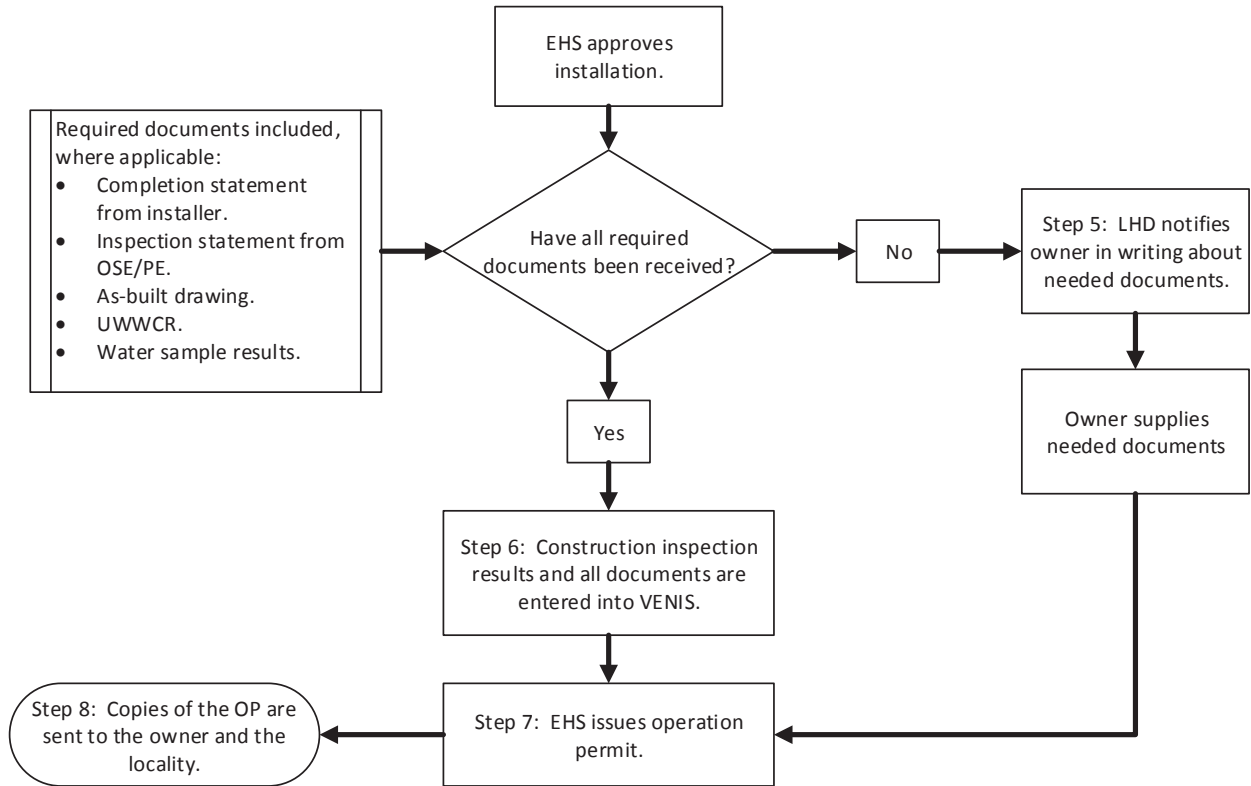 EHS approves
installation.
Required documents included,
where applicable:
• Completion statement
from installer.
• Inspection statement from
OSE/PE.
• As-built drawing.
• UWWCR.
• Water sample results.
Have all required
documents been received?
No
Step 5: LHD notifies
owner in writing about
needed documents.
Owner supplies
needed documents
Yes
Step 6: Construction inspection
results and all documents are
entered into VENIS.
Step 7: EHS issues operation
permit.
Step 8: Copies of the OP are
sent to the owner and the
locality.